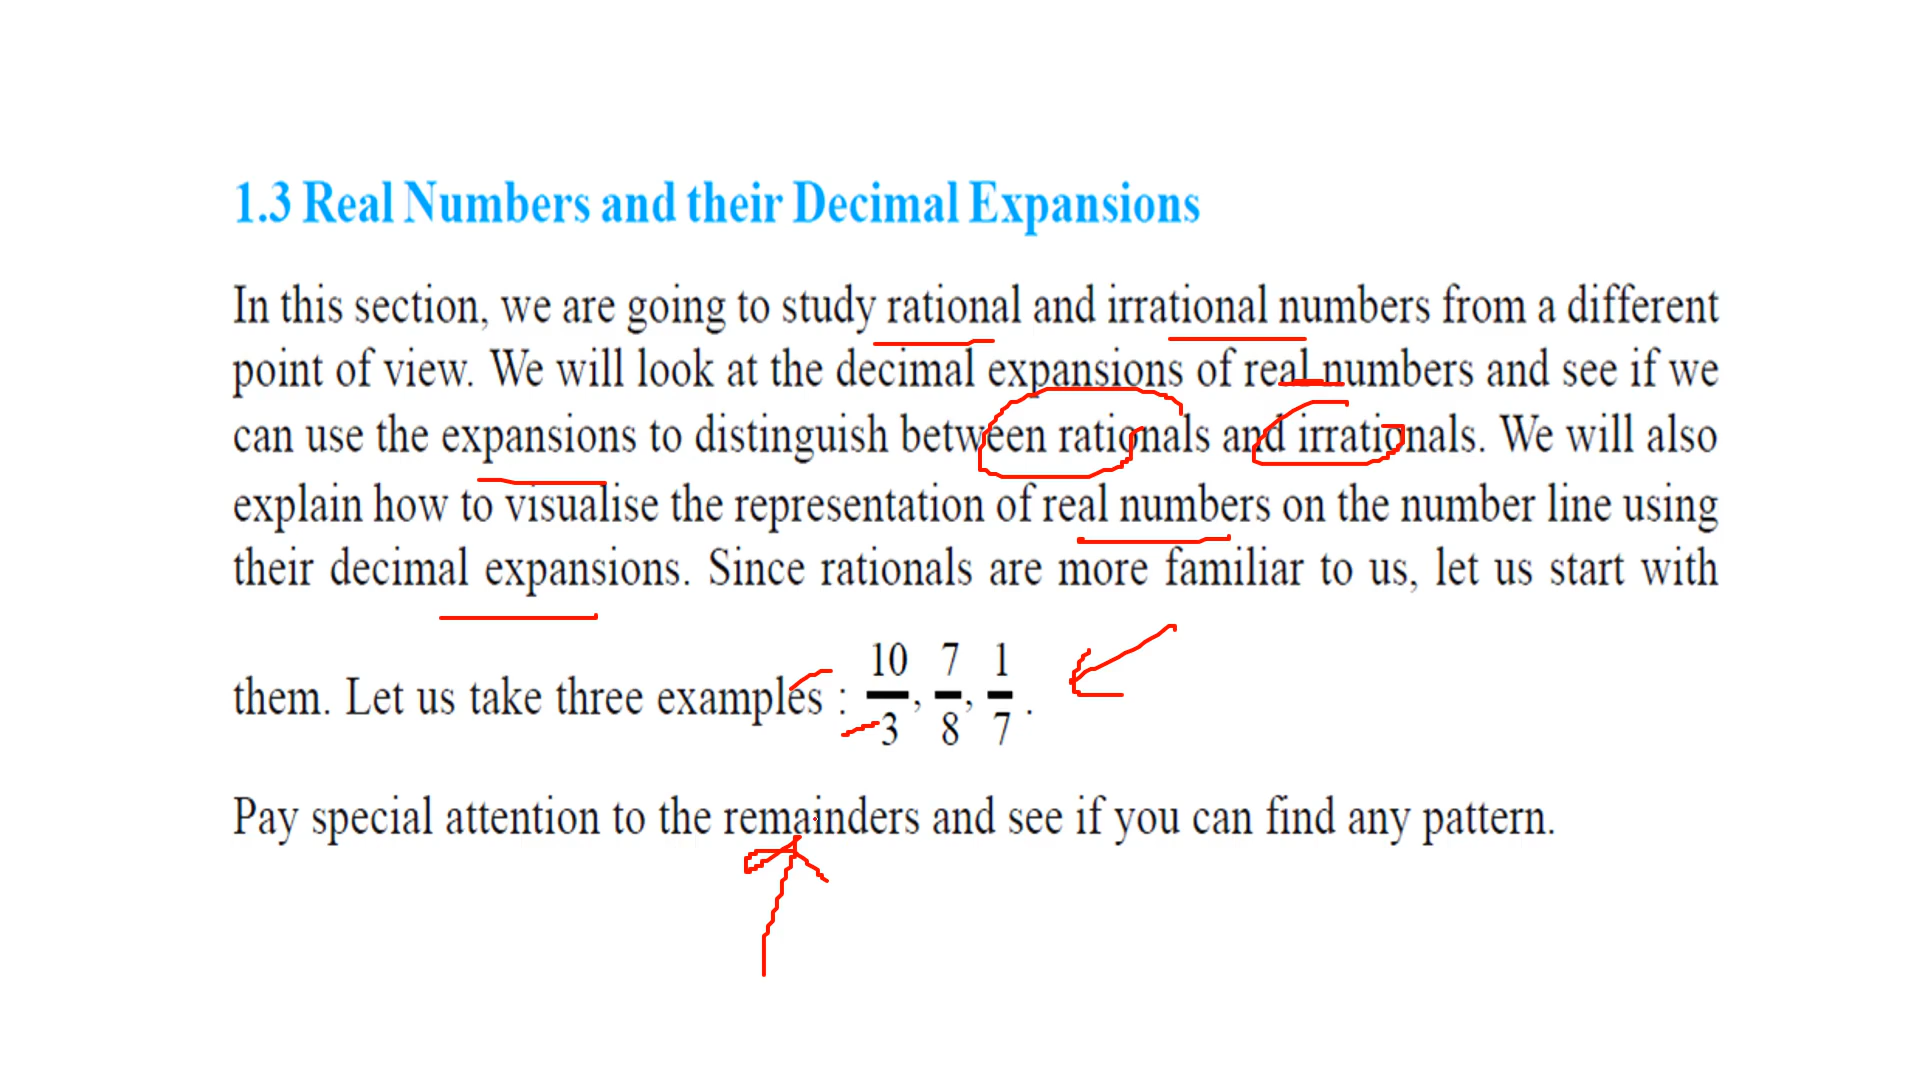 1.3 Real Numbers and their Decimal Expansions
In this section, we are going to study rational and irrational numbers from a different
point of view. We will look at the decimal expansions of real numbers and see if we
can use the expansions to distinguish between rationals and irrationals. We will also
explain how to visualise the representation of real numbers on the number line using
their decimal expansions. Since rationals are more familiar to us, let us start with
them. Let us take three examples : 10/3, 7/8, 1/7 .
Pay special attention to the remainders and see if you can find any pattern.